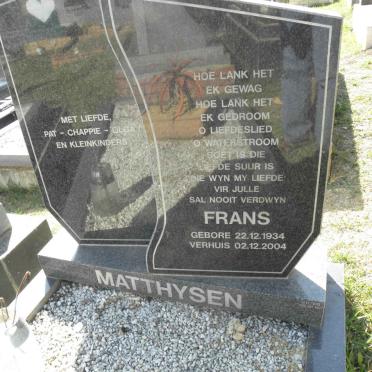 MET LIEFDE,
PAT - CHAPPIE - OLGA
EN KLEINKINDERS
HOE LANK HET
EK GEWAG
HOE LANK HET
EK GEDROOM
O LIEFDESLIED
O WATERSTROOM
SOET IS DIE
LIEFDE SUUR IS
DIE WYN MY LIEFDE
VIR JULLE
SAL NOOIT VERDWYN
FRANS
GEBORE 22.12.1934
VERHUIS 02.12.2004
MATTHYSEN